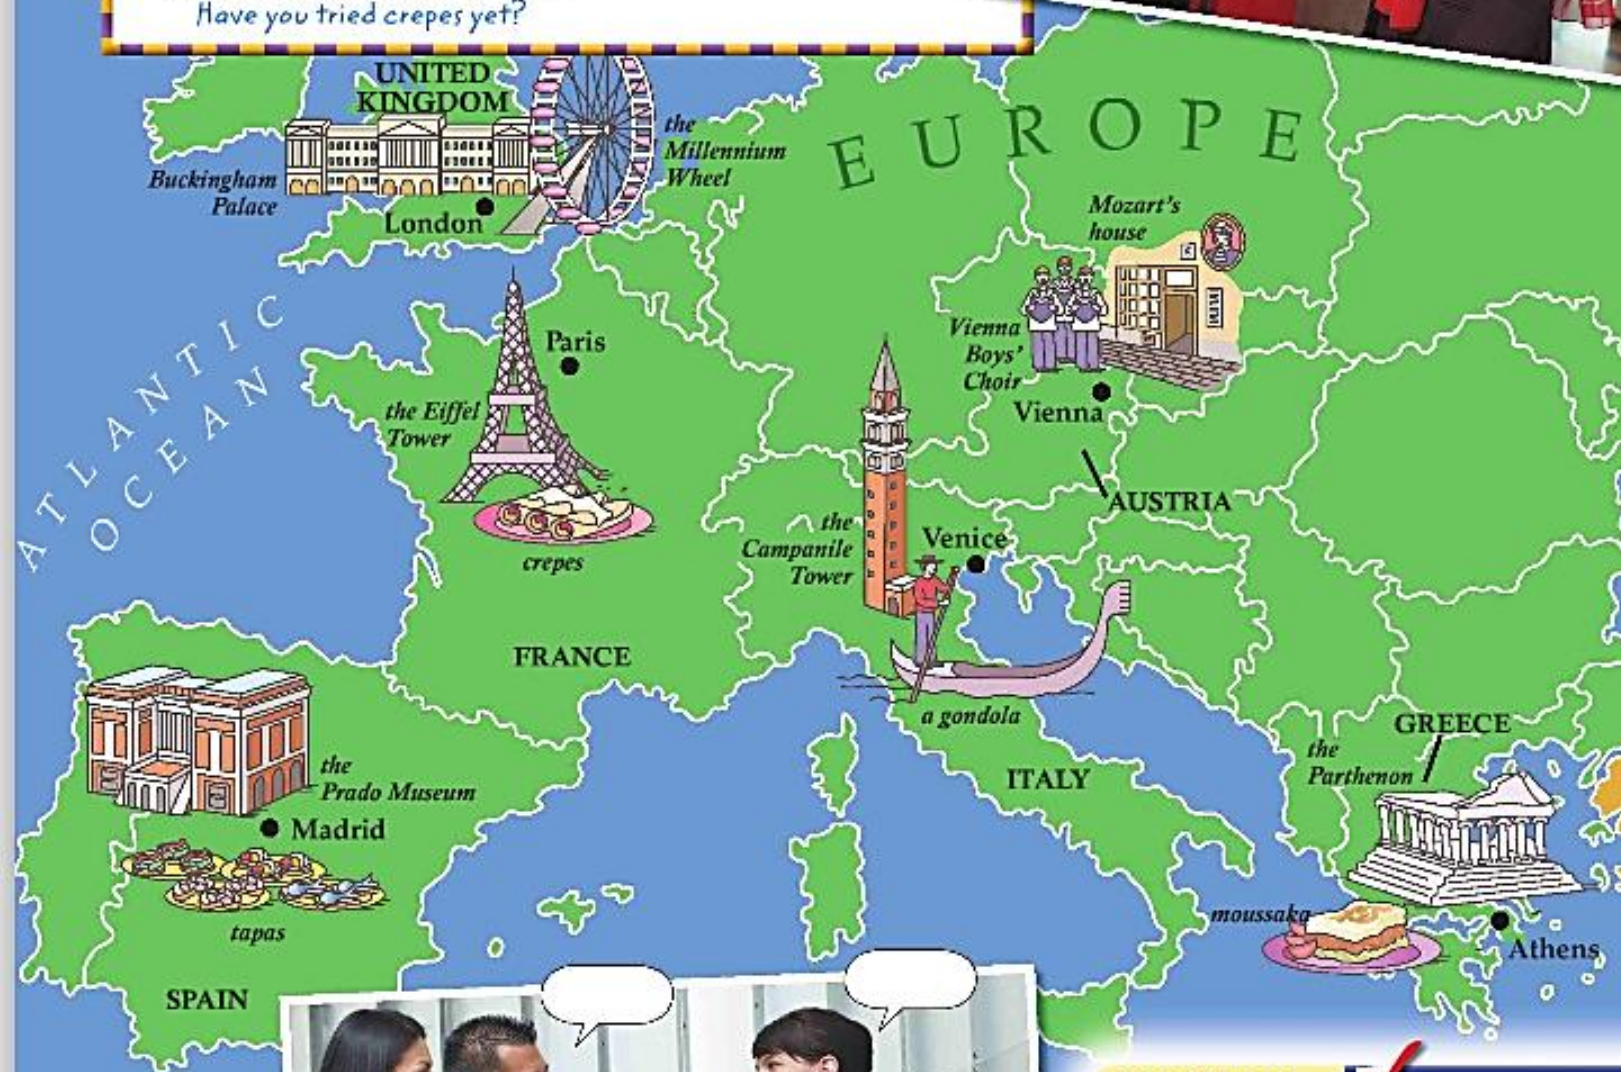 Have you tried crepes yet?
UNITED
KINGDOM
the
Millennium
Wheel
Buckingham
Palace
London
EUROPE
Mozart's
house
Vienna
Boys'
Choir
Vienna
AUSTRIA
ATLANTIC
OCEAN
Paris
the Eiffel
Tower
crepes
FRANCE
the
Campanile
Tower
Venice
a gondola
ITALY
the
Prado Museum
Madrid
tapas
SPAIN
GREECE
the
Parthenon
moussaka
Athens